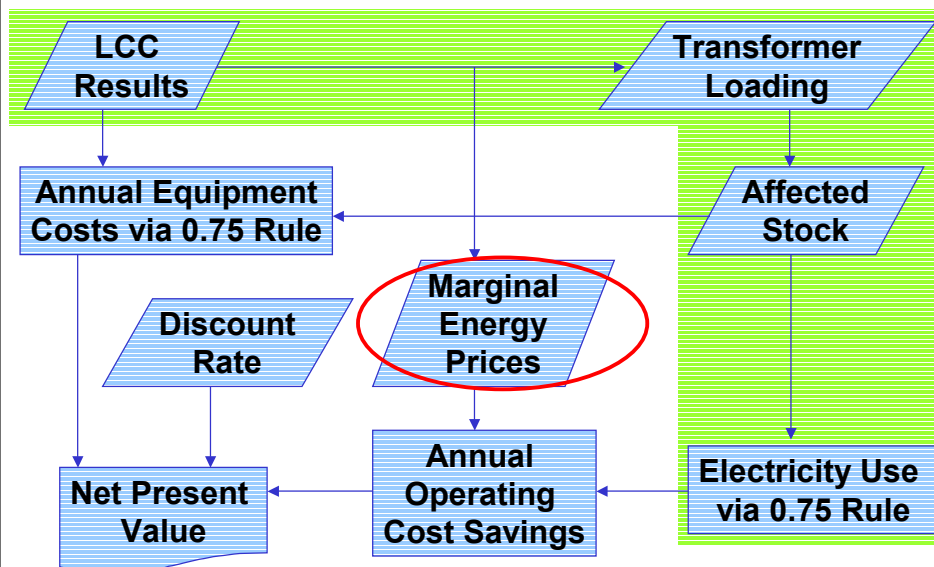 LCC
Results
Transformer
Loading
Annual Equipment
Costs via 0.75 Rule
Affected
Stock
Marginal
Energy
Prices
Discount
Rate
Annual
Operating
Cost Savings
Electricity Use
via 0.75 Rule
Net Present
Value